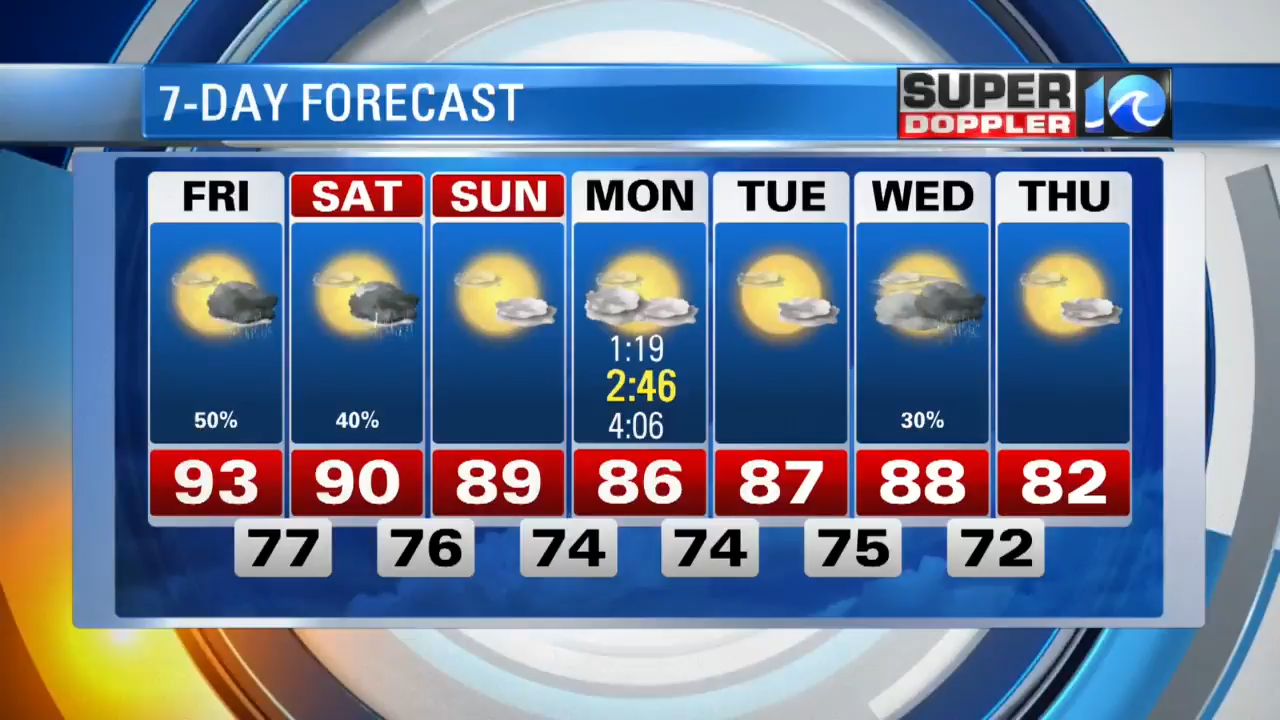 7-DAY FORECAST
SUPER
DOPPLER
10
FRI SAT SUN MON TUE WED THU
1:19
2:46
4:06
50% 40% 30%
93 90 89 86 87 88 82
77 76 74 74 75 72